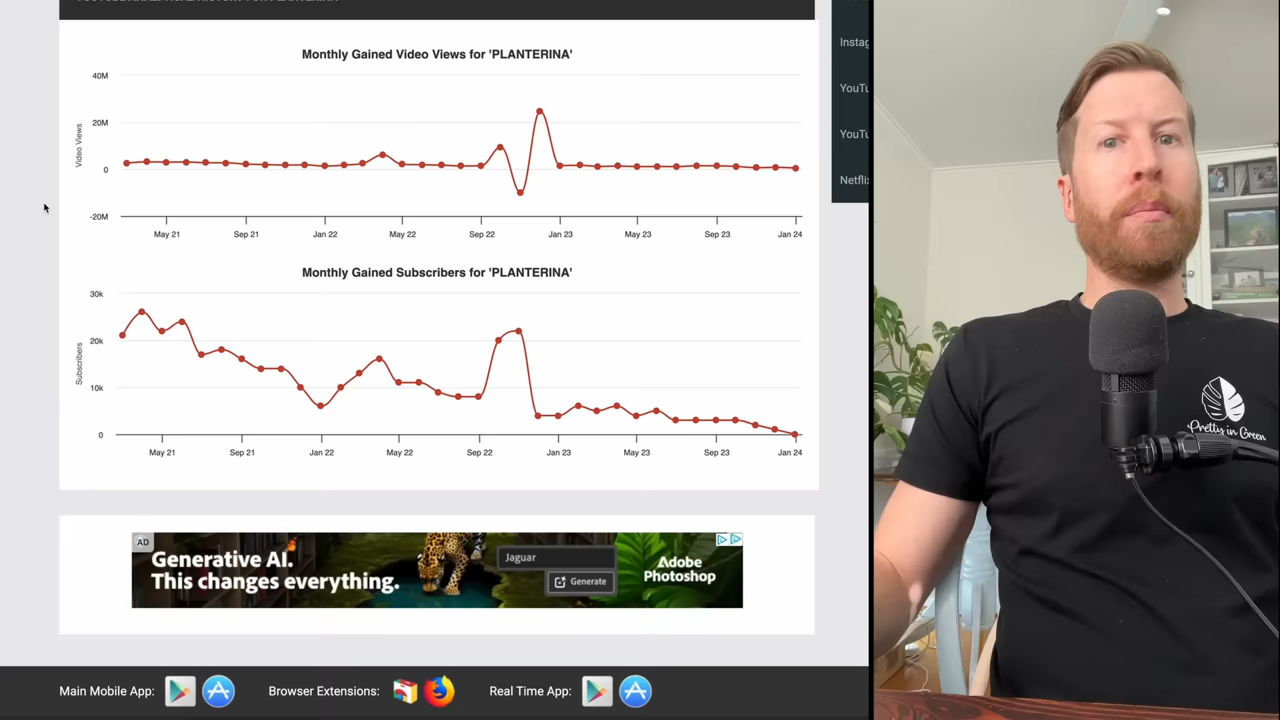 Monthly Gained Video Views for 'PLANTERINA'
40M
20M
0
-20M
Video Views
May 21 Sep 21 Jan 22 May 22 Sep 22 Jan 23 May 23 Sep 23 Jan 24
Monthly Gained Subscribers for 'PLANTERINA'
30k
20k
10k
0
Subscribers
May 21 Sep 21 Jan 22 May 22 Sep 22 Jan 23 May 23 Sep 23 Jan 24
AD
Generative AI.
This changes everything.
Jaguar
Generate
Adobe
Photoshop
Main Mobile App: Browser Extensions: Real Time App:
Instag
YouTu
YouTu
Netfli
Pretty in Green